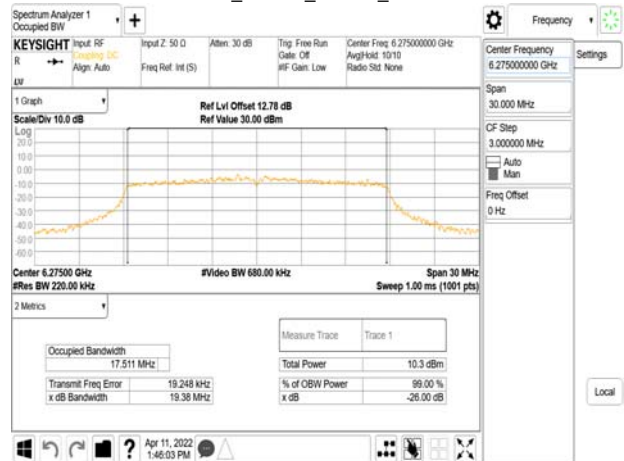 Spectrum Analyzer 1
Occupied BW
Frequency
KEYSIGHT
R
Input: RF
Coupling: DC
Align: Auto
Input Z: 50 Ω
Freq Ref: Int (S)
Atten: 30 dB
Trig: Free Run
Gate: Off
#IF Gain: Low
Center Freq: 6.275000000 GHz
Avg|Hold: 10/10
Radio Std: None
Center Frequency
6.275000000 GHz
Settings
Span
30.000 MHz
CF Step
3.000000 MHz
Auto
Man
Freq Offset
0 Hz
Local
1 Graph
Scale/Div 10.0 dB
Ref Lvl Offset 12.78 dB
Ref Value 30.00 dBm
Log
20.0
10.0
0.00
-10.0
-20.0
-30.0
-40.0
-50.0
-60.0
Center 6.27500 GHz
#Res BW 220.00 kHz
#Video BW 680.00 kHz
Span 30 MHz
Sweep 1.00 ms (1001 pts)
2 Metrics
Measure Trace Trace 1
Occupied Bandwidth
17.511 MHz
Total Power 10.3 dBm
Transmit Freq Error 19.248 kHz
% of OBW Power 99.00 %
x dB Bandwidth 19.38 MHz
x dB -26.00 dB
?
Apr 11, 2022
1:46:03 PM